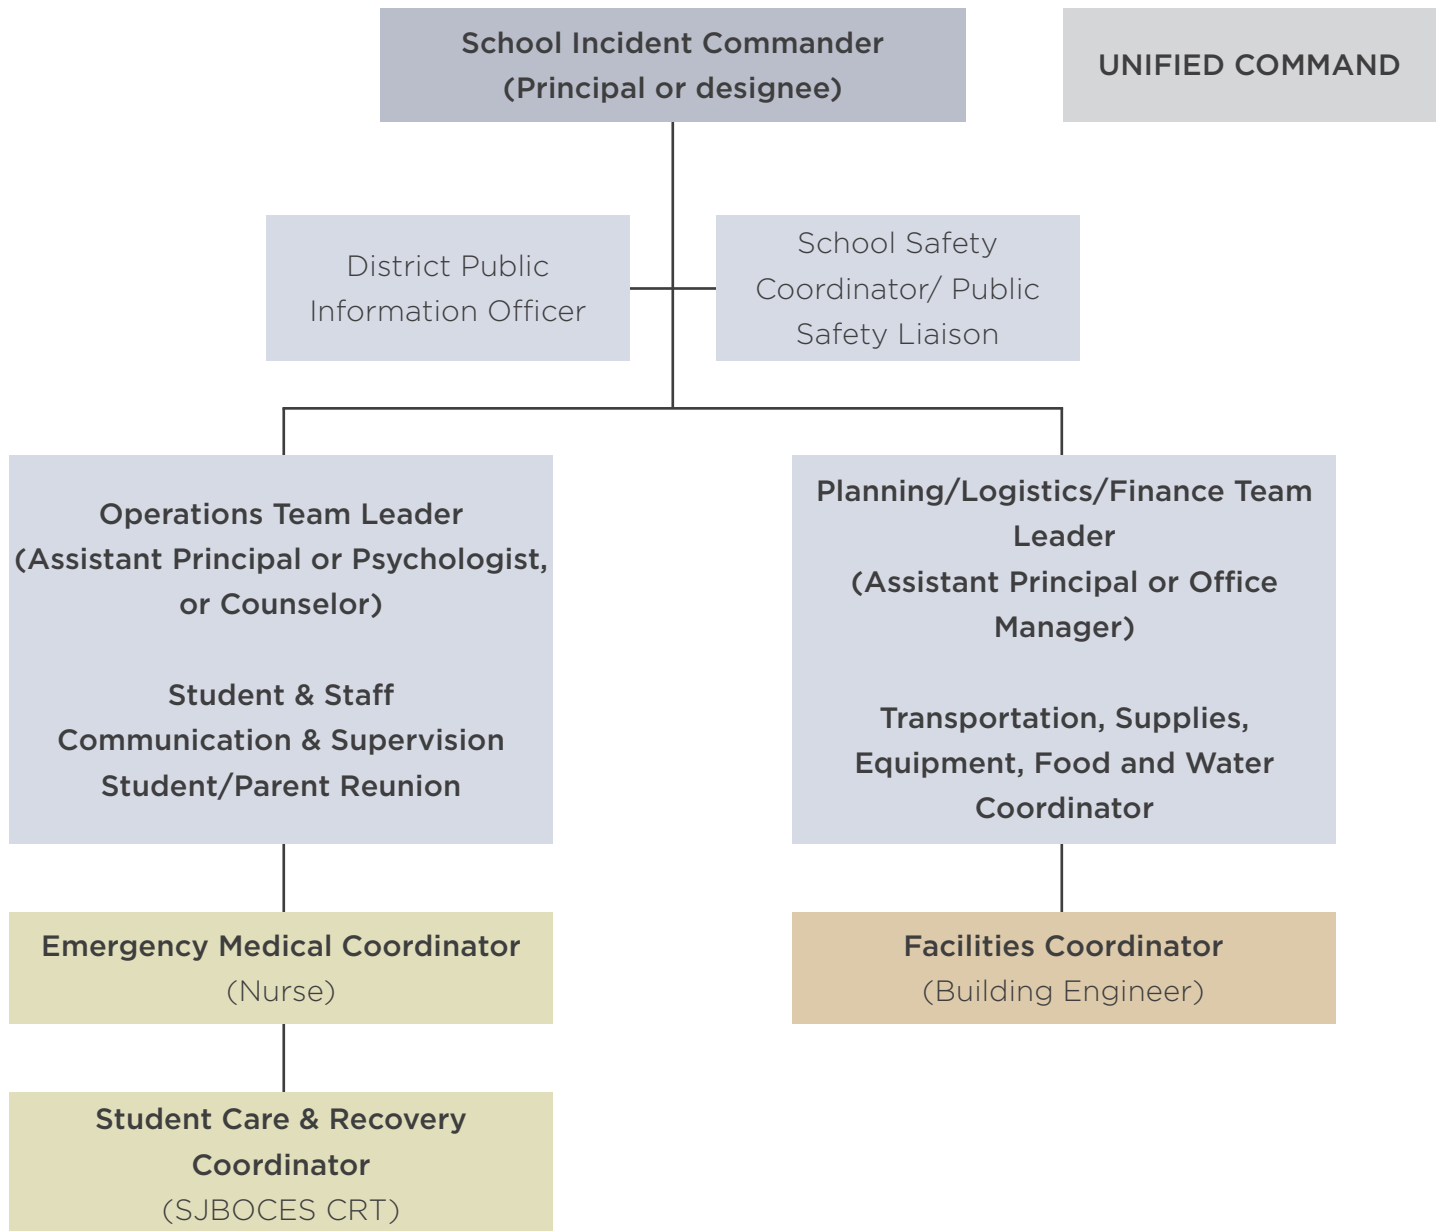 School Incident Commander
(Principal or designee)
UNIFIED COMMAND
District Public
Information Officer
School Safety
Coordinator/ Public
Safety Liaison
Operations Team Leader
(Assistant Principal or Psychologist,
or Counselor)
Student & Staff
Communication & Supervision
Student/Parent Reunion
Planning/Logistics/Finance Team
Leader
(Assistant Principal or Office
Manager)
Transportation, Supplies,
Equipment, Food and Water
Coordinator
Emergency Medical Coordinator
(Nurse)
Facilities Coordinator
(Building Engineer)
Student Care & Recovery
Coordinator
(SJBOCES CRT)